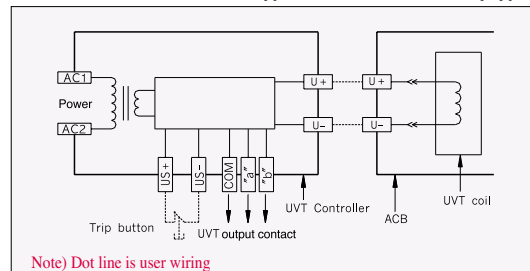 AC1
Power
AC2
U+
U+
U-
U-
US+
US-
COM
"a"
"b"
UVT Controller
ACB
UVT coil
Trip button
UVT output contact
Note) Dot line is user wiring